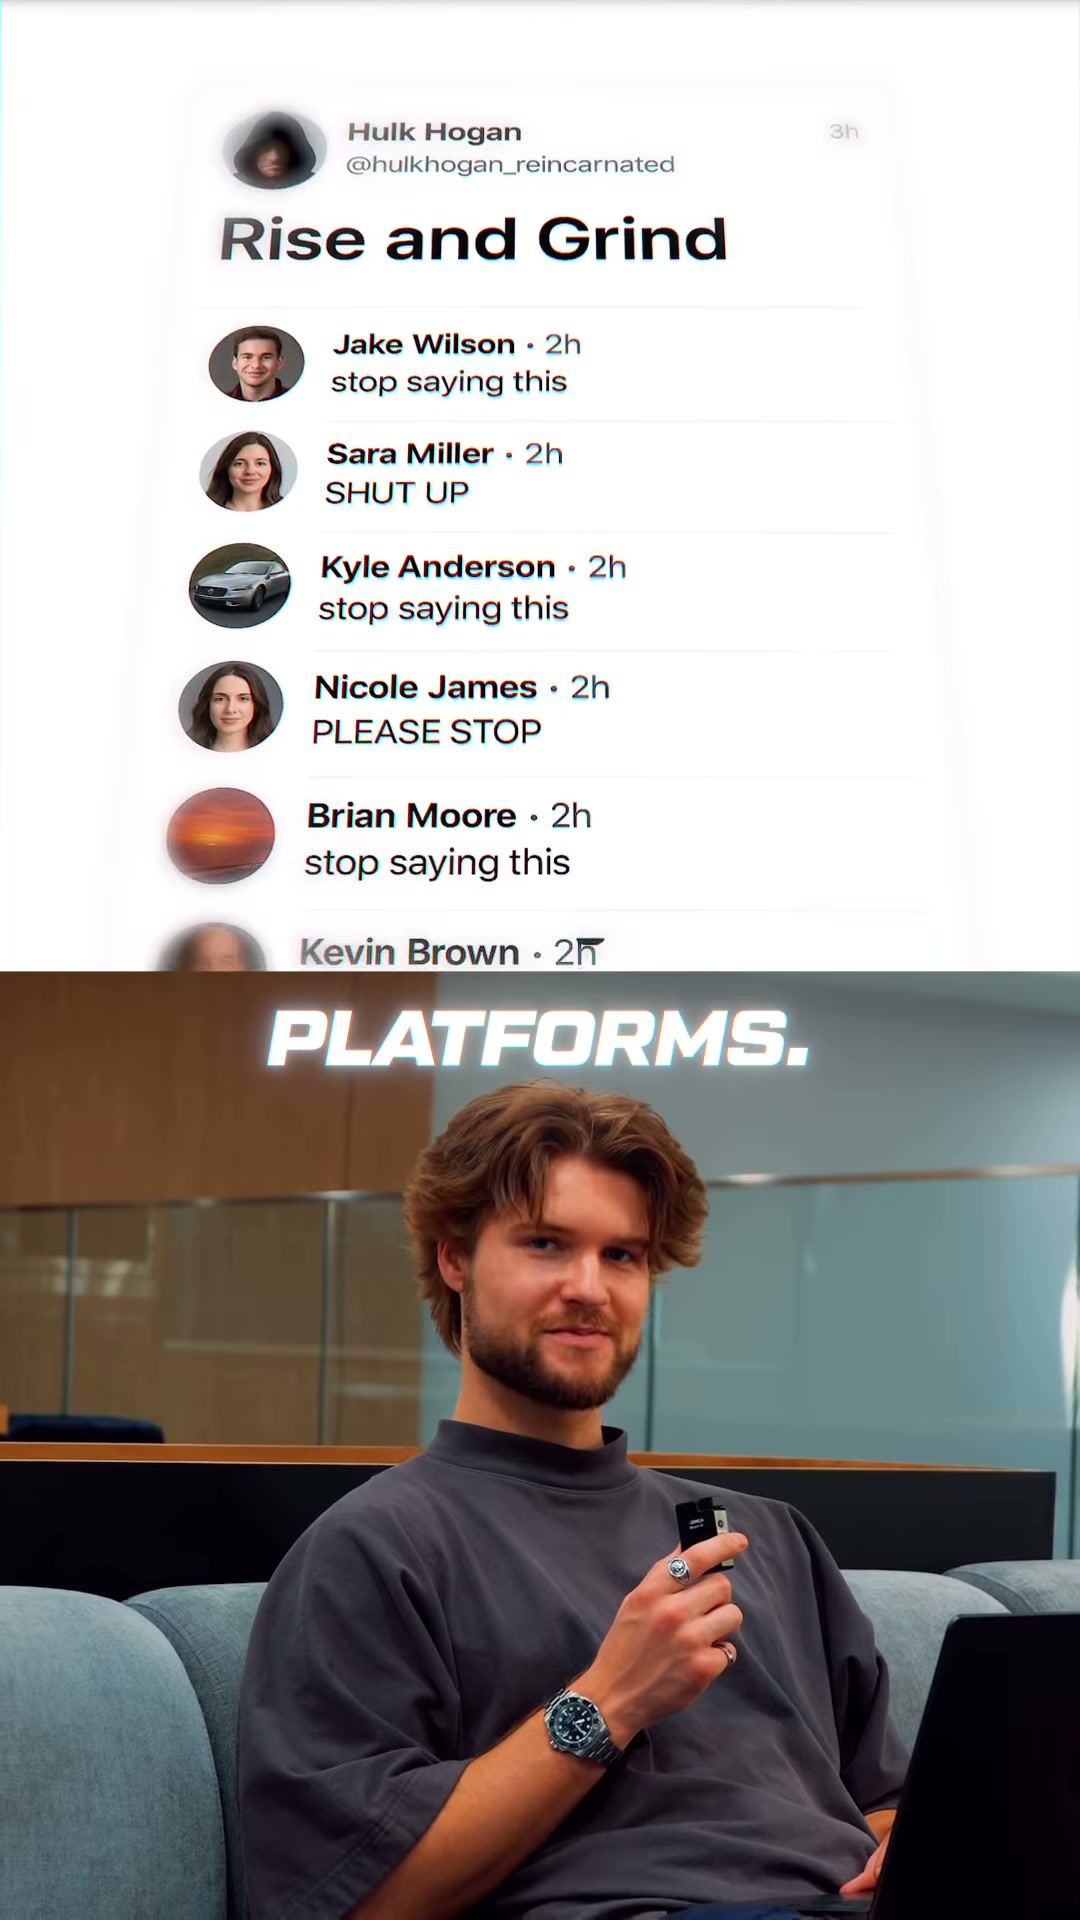 Hulk Hogan
3h
@hulkhogan_reincarnated
Rise and Grind
Jake Wilson • 2h
stop saying this
Sara Miller • 2h
SHUT UP
Kyle Anderson • 2h
stop saying this
Nicole James • 2h
PLEASE STOP
Brian Moore • 2h
stop saying this
Kevin Brown • 2h
PLATFORMS.